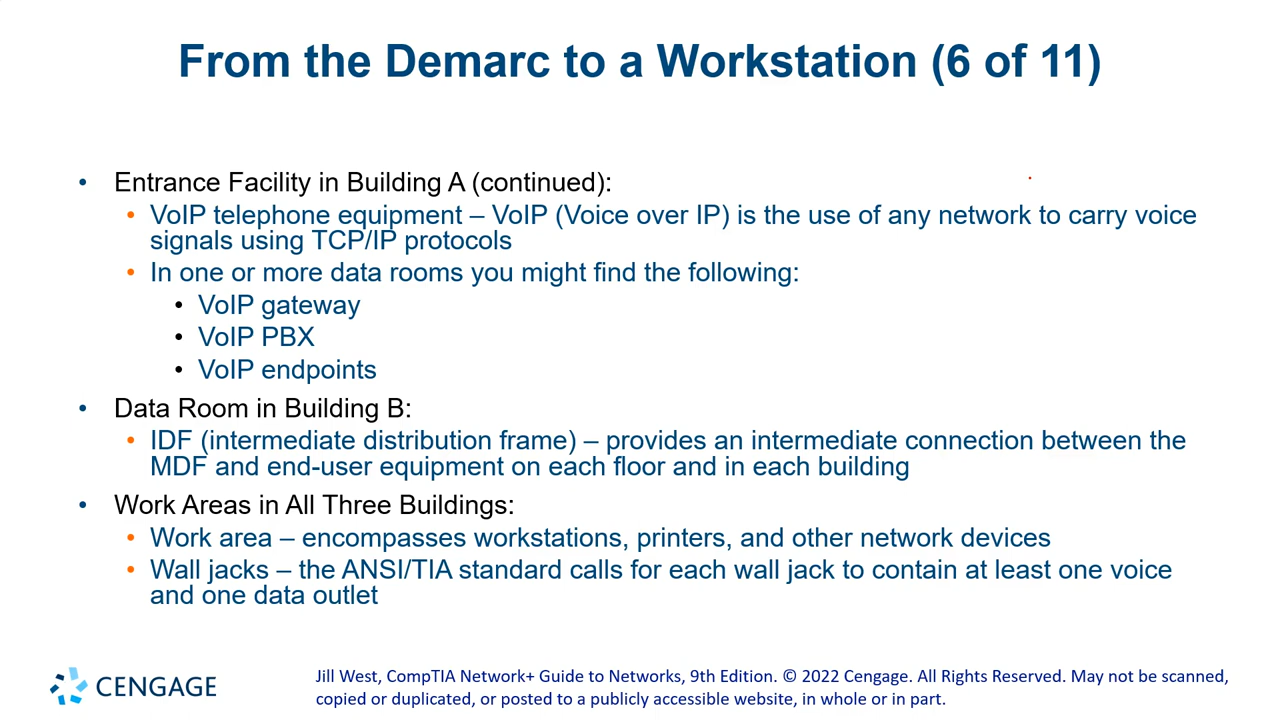 From the Demarc to a Workstation (6 of 11)
• Entrance Facility in Building A (continued):
• VoIP telephone equipment – VoIP (Voice over IP) is the use of any network to carry voice
signals using TCP/IP protocols
• In one or more data rooms you might find the following:
• VoIP gateway
• VoIP PBX
• VoIP endpoints
• Data Room in Building B:
• IDF (intermediate distribution frame) – provides an intermediate connection between the
MDF and end-user equipment on each floor and in each building
• Work Areas in All Three Buildings:
• Work area – encompasses workstations, printers, and other network devices
• Wall jacks – the ANSI/TIA standard calls for each wall jack to contain at least one voice
and one data outlet
CENGAGE
Jill West, CompTIA Network+ Guide to Networks, 9th Edition. © 2022 Cengage. All Rights Reserved. May not be scanned,
copied or duplicated, or posted to a publicly accessible website, in whole or in part.